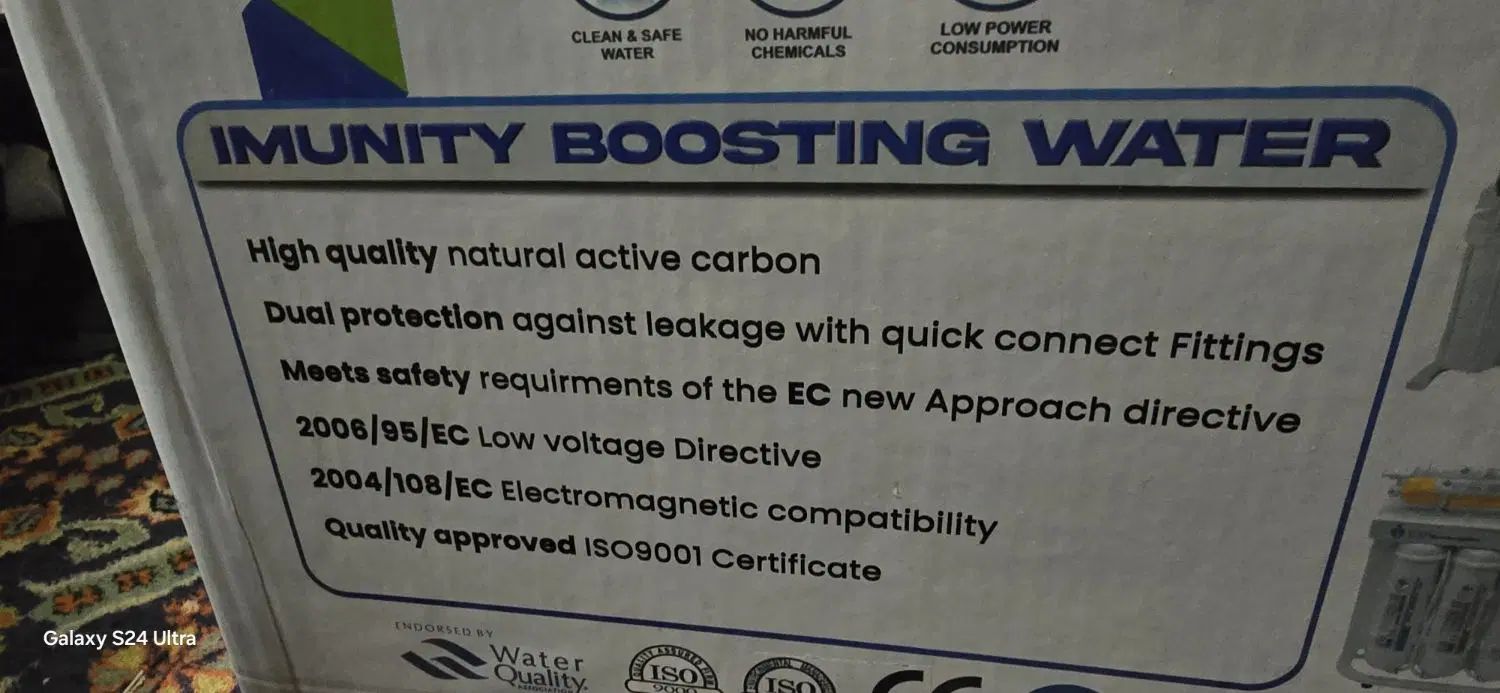 CLEAN & SAFE
WATER
NO HARMFUL
CHEMICALS
LOW POWER
CONSUMPTION
IMUNITY BOOSTING WATER
High quality natural active carbon
Dual protection against leakage with quick connect Fittings
Meets safety requirments of the EC new Approach directive
2006/95/EC Low voltage Directive
2004/108/EC Electromagnetic compatibility
Quality approved ISO9001 Certificate
ENDORSED BY
Water
Quality
ISO
9000
ISO
CE
Galaxy S24 Ultra